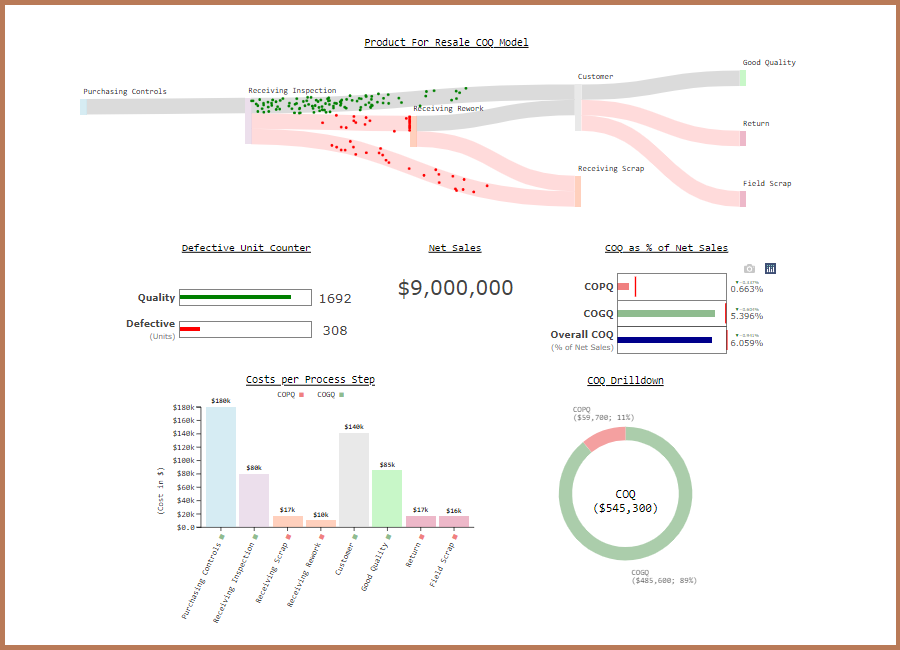 Product For Resale COQ Model
Good Quality
Customer
Purchasing Controls
Receiving Inspection
Receiving Rework
Return
Receiving Scrap
Field Scrap
Defective Unit Counter
Net Sales
COQ as % of Net Sales
Quality
1692
Defective
(Units)
308
$9,000,000
COPQ
0.663%
COGQ
5.396%
Overall COQ
(% of Net Sales)
6.059%
Costs per Process Step
COPQ
COGQ
(Cost in $)
$180k
$160k
$140k
$120k
$100k
$80k
$60k
$40k
$20k
$0.0
$180k
$80k
$17k
$10k
$140k
$85k
$17k
$16k
Purchasing Controls
Receiving Inspection
Receiving Scrap
Receiving Rework
Customer
Good Quality
Return
Field Scrap
COQ Drilldown
COPQ
($59,700; 11%)
COQ
($545,300)
COGQ
($485,600; 89%)